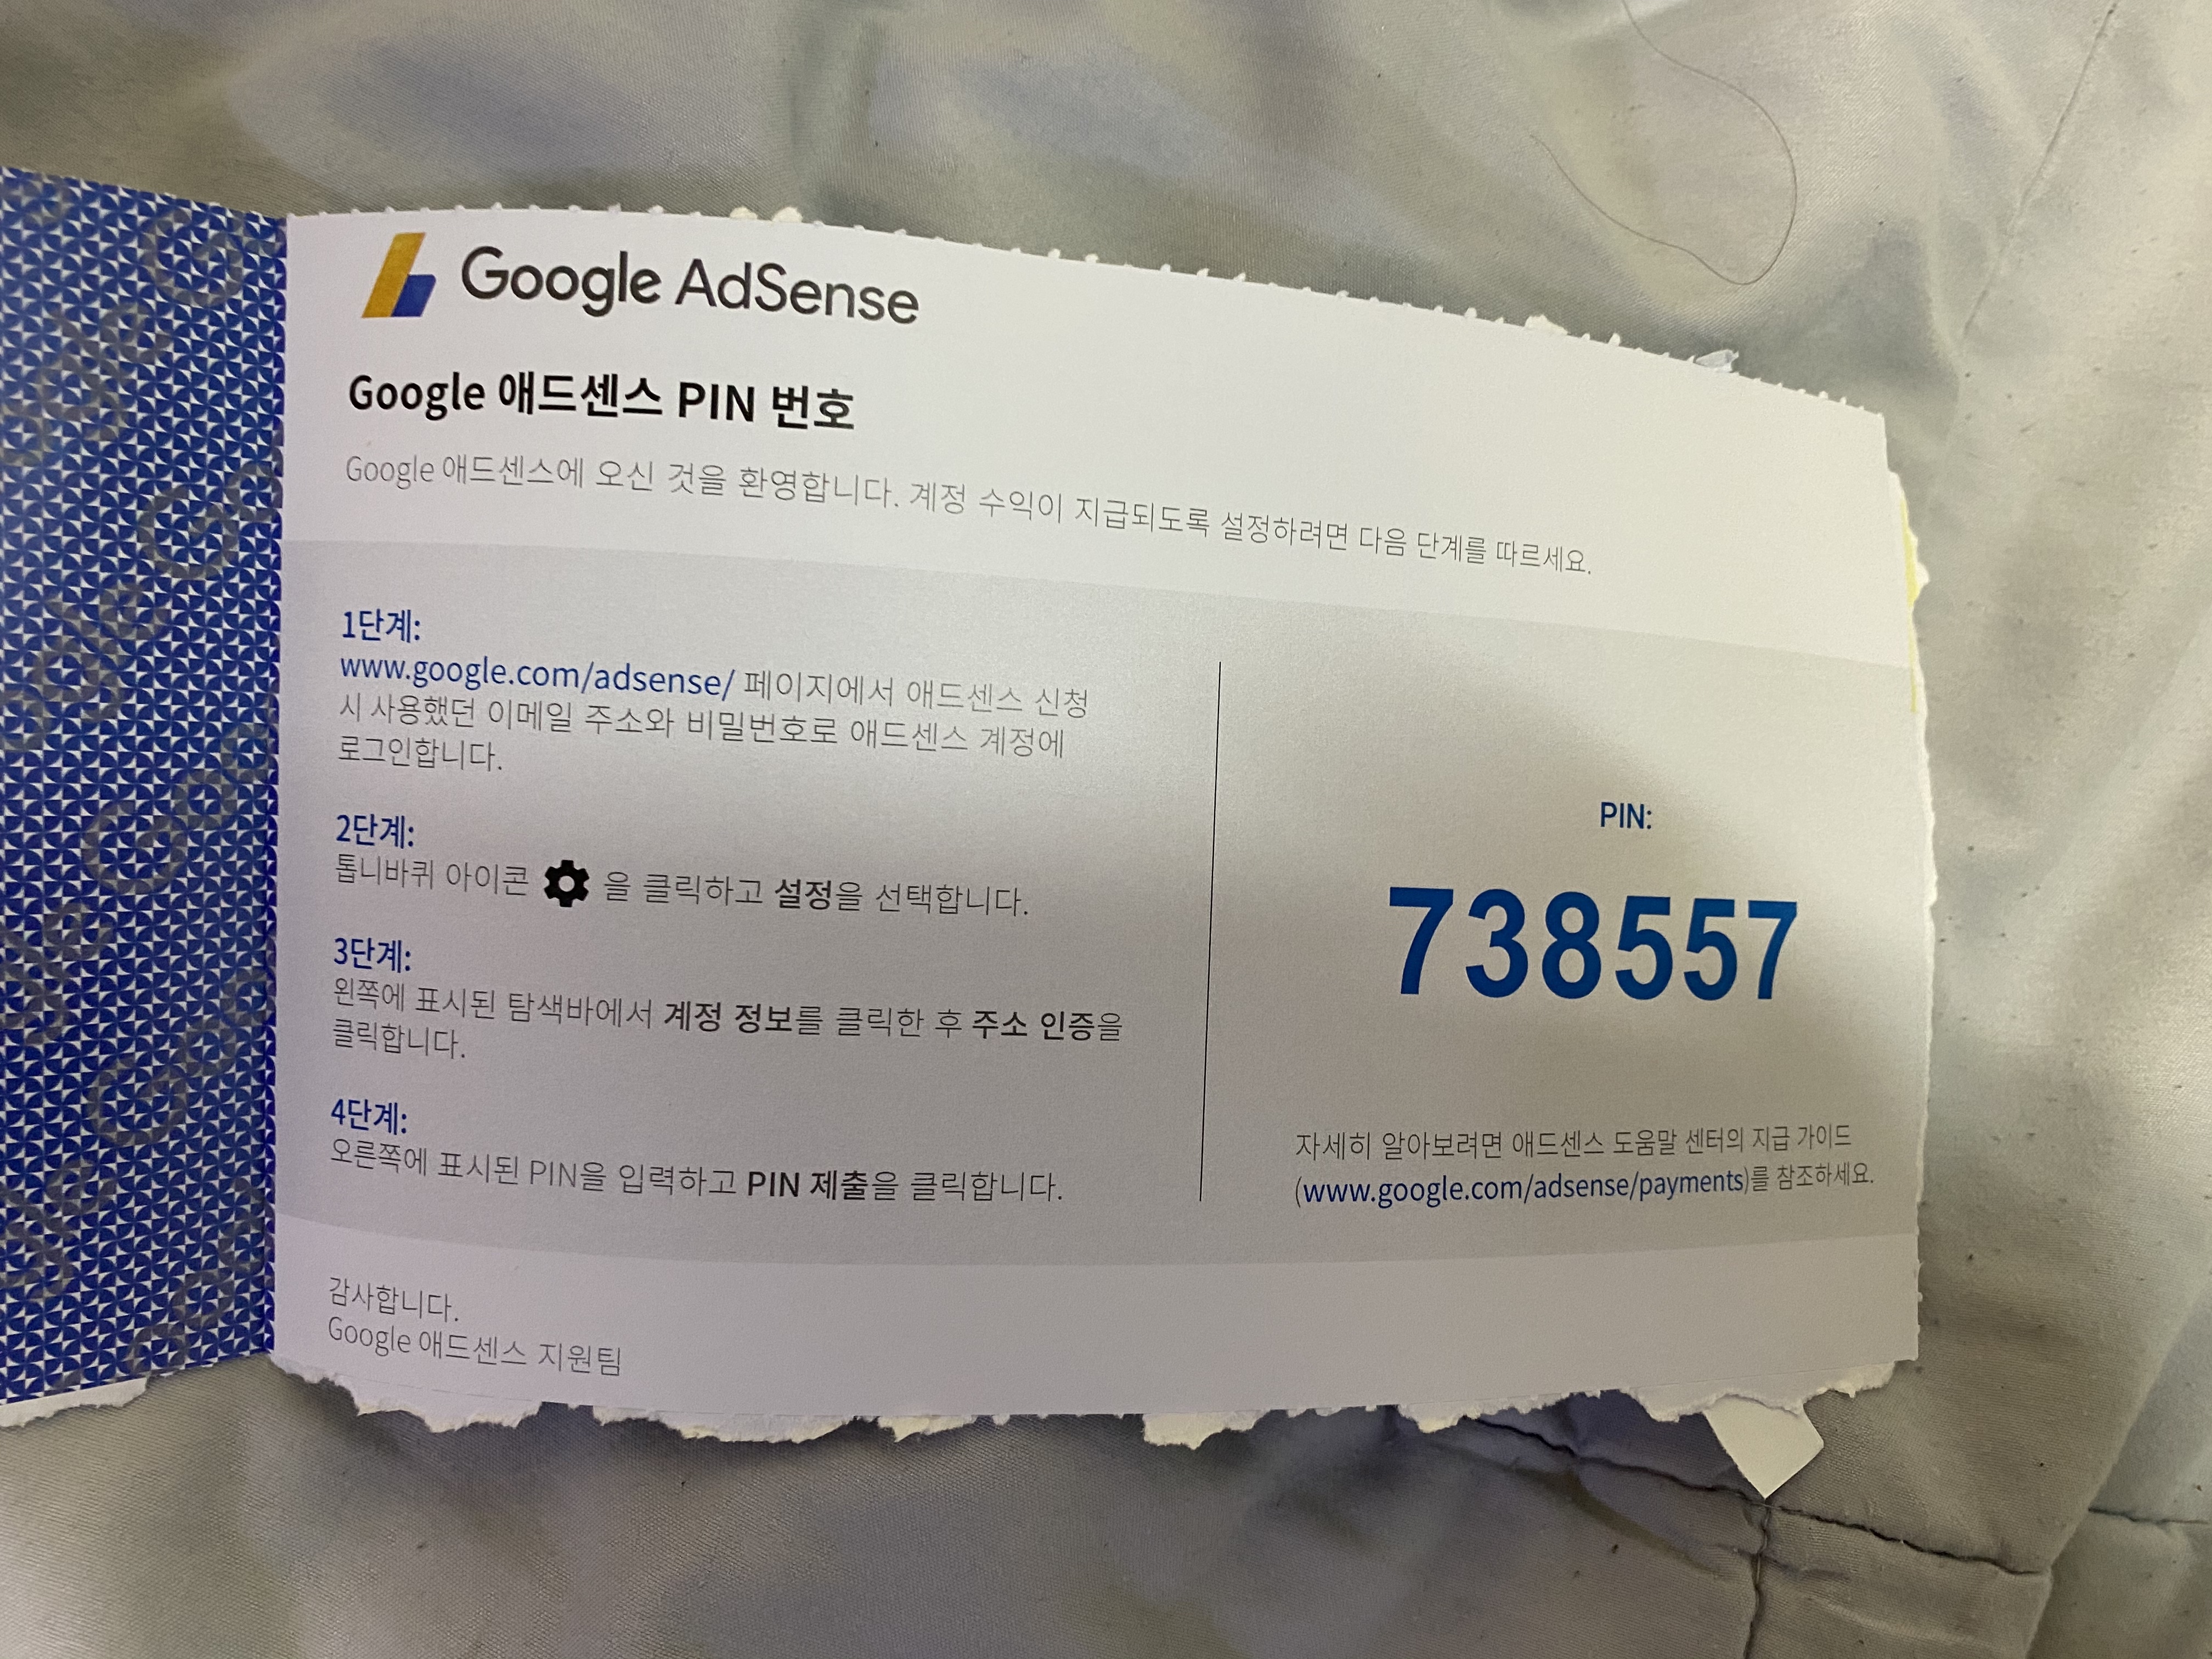 Google AdSense
Google 애드센스 PIN 번호
Google 애드센스에 오신 것을 환영합니다. 계정 수익이 지급되도록 설정하려면 다음 단계를 따르세요.
1단계:
www.google.com/adsense/ 페이지에서 애드센스 신청
시 사용했던 이메일 주소와 비밀번호로 애드센스 계정에
로그인합니다.
2단계:
톱니바퀴 아이콘 을 클릭하고 설정을 선택합니다.
3단계:
왼쪽에 표시된 탐색바에서 계정 정보를 클릭한 후 주소 인증을
클릭합니다.
4단계:
오른쪽에 표시된 PIN을 입력하고 PIN 제출을 클릭합니다.
PIN:
738557
자세히 알아보려면 애드센스 도움말 센터의 지급 가이드
(www.google.com/adsense/payments)를 참조하세요.
감사합니다.
Google 애드센스 지원팀